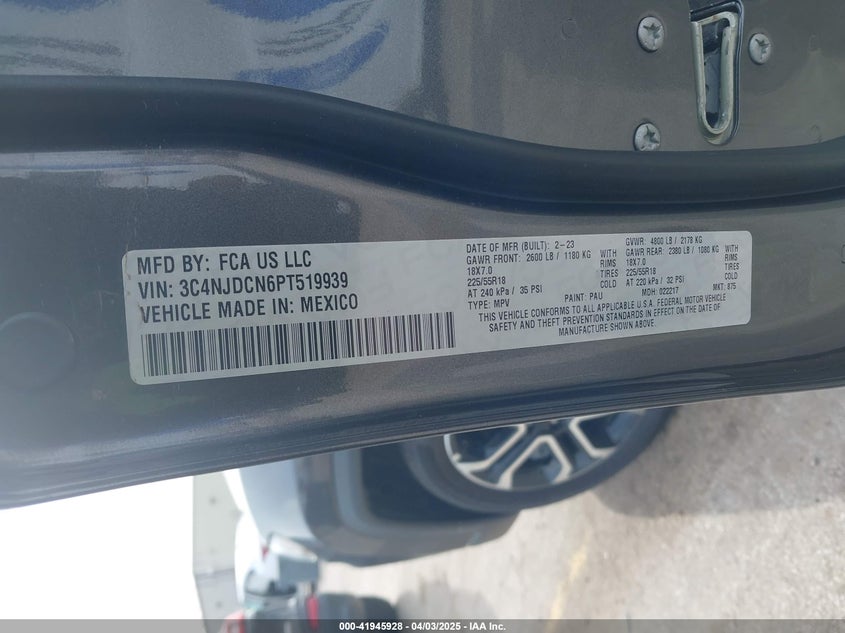 MFD BY: FCA US LLC
VIN: 3C4NJDCN6PT519939
VEHICLE MADE IN: MEXICO
DATE OF MFR (BUILT): 2-23
GVWR: 4800 LB / 2178 KG
GAWR FRONT: 2600 LB / 1180 KG WITH
GAWR REAR: 2380 LB / 1080 KG WITH
18X7.0 RIMS
18X7.0 RIMS
225/55R18 TIRES
225/55R18 TIRES
AT 240 kPa / 35 PSI COLD
AT 220 kPa / 32 PSI COLD
TYPE: MPV
PAINT: PAU
MDH: 022217
MKT: 875
THIS VEHICLE CONFORMS TO ALL APPLICABLE U.S.A. FEDERAL MOTOR VEHICLE
SAFETY AND THEFT PREVENTION STANDARDS IN EFFECT ON THE DATE OF
MANUFACTURE SHOWN ABOVE.
000-41945928 - 04/03/2025 - IAA Inc.